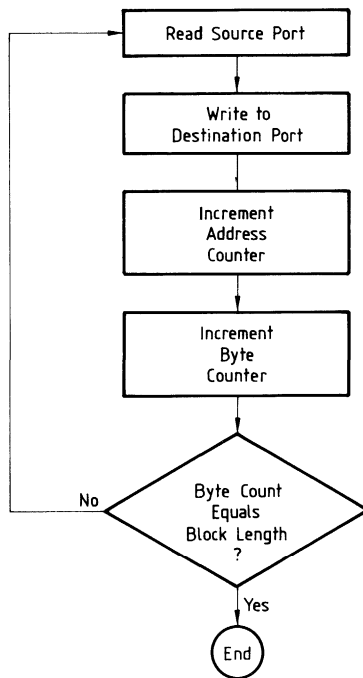 Read Source Port
Write to
Destination Port
Increment
Address
Counter
Increment
Byte
Counter
Byte Count
Equals
Block Length
?
No
Yes
End